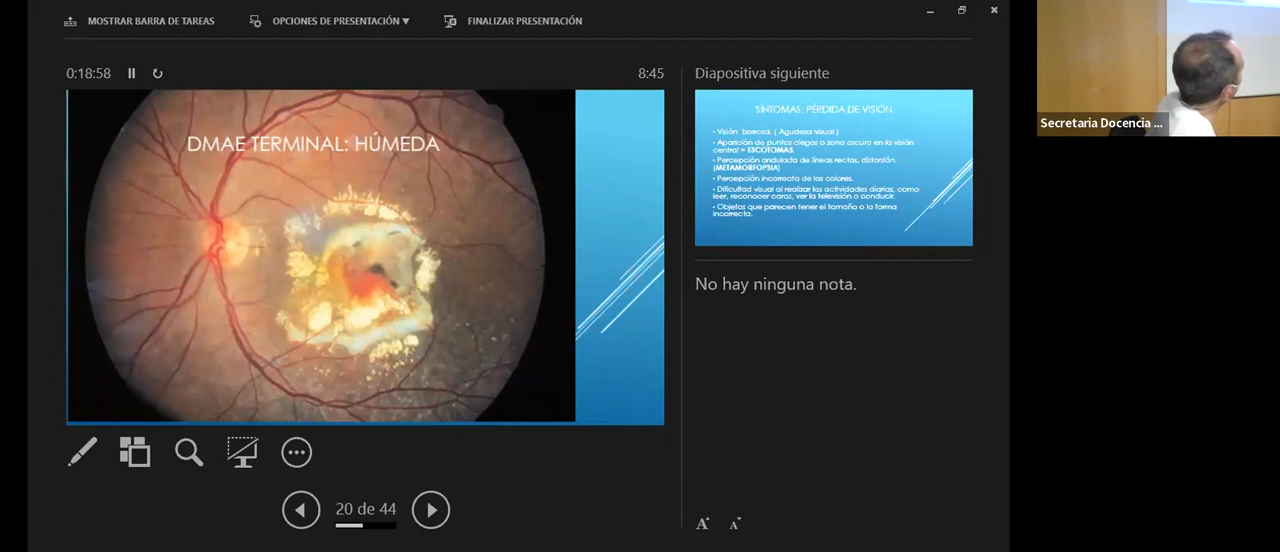 MOSTRAR BARRA DE TAREAS
OPCIONES DE PRESENTACIÓN ▼
FINALIZAR PRESENTACIÓN
0:18:58
8:45
DMAE TERMINAL: HÚMEDA
20 de 44
Diapositiva siguiente
SÍNTOMAS: PÉRDIDA DE VISIÓN.
• Visión borrosa. ( Agudeza visual )
• Aparición de puntos ciegos o zona oscura en la visión
central = ESCOTOMAS.
• Percepción ondulada de líneas rectas, distorsión.
(METAMORFOPSIA)
• Percepción incorrecta de los colores.
• Dificultad visual al realizar las actividades diarias, como
leer, reconocer caras, ver la televisión o conducir.
• Objetos que parecen tener el tamaño o la forma
incorrecta.
No hay ninguna nota.
A A
Secretaria Docencia ...